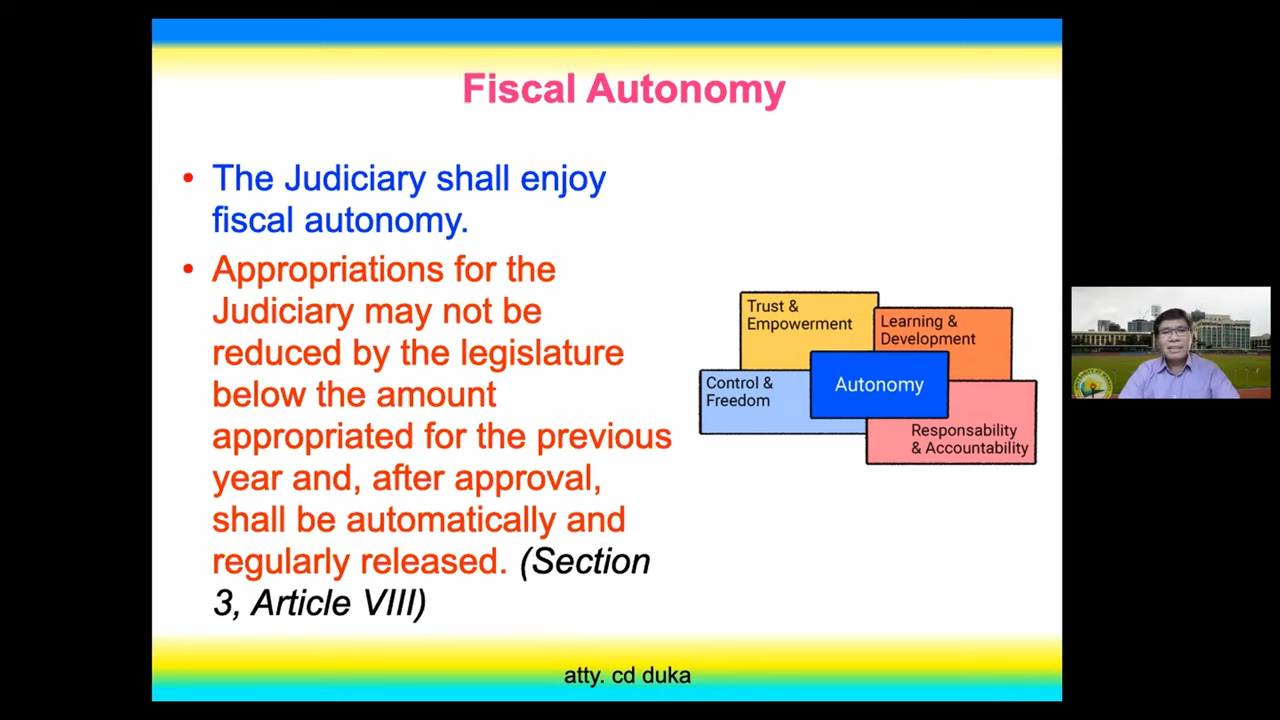 Fiscal Autonomy
• The Judiciary shall enjoy
fiscal autonomy.
• Appropriations for the
Judiciary may not be
reduced by the legislature
below the amount
appropriated for the previous
year and, after approval,
shall be automatically and
regularly released. (Section
3, Article VIII)
Trust &
Empowerment
Learning &
Development
Control &
Freedom
Autonomy
Responsability
& Accountability
atty. cd duka